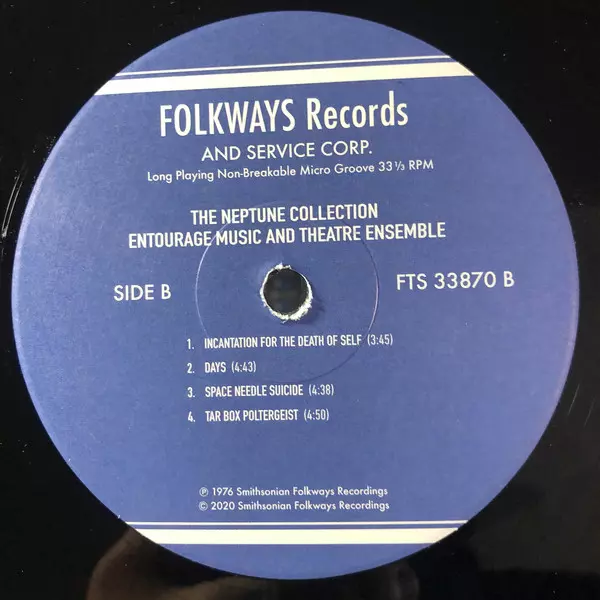 FOLKWAYS Records
AND SERVICE CORP.
Long Playing Non-Breakable Micro Groove 33 ⅓ RPM
THE NEPTUNE COLLECTION
ENTOURAGE MUSIC AND THEATRE ENSEMBLE
SIDE B
FTS 33870 B
1. INCANTATION FOR THE DEATH OF SELF (3:45)
2. DAYS (4:43)
3. SPACE NEEDLE SUICIDE (4:38)
4. TAR BOX POLTERGEIST (4:50)
℗ 1976 Smithsonian Folkways Recordings
© 2020 Smithsonian Folkways Recordings